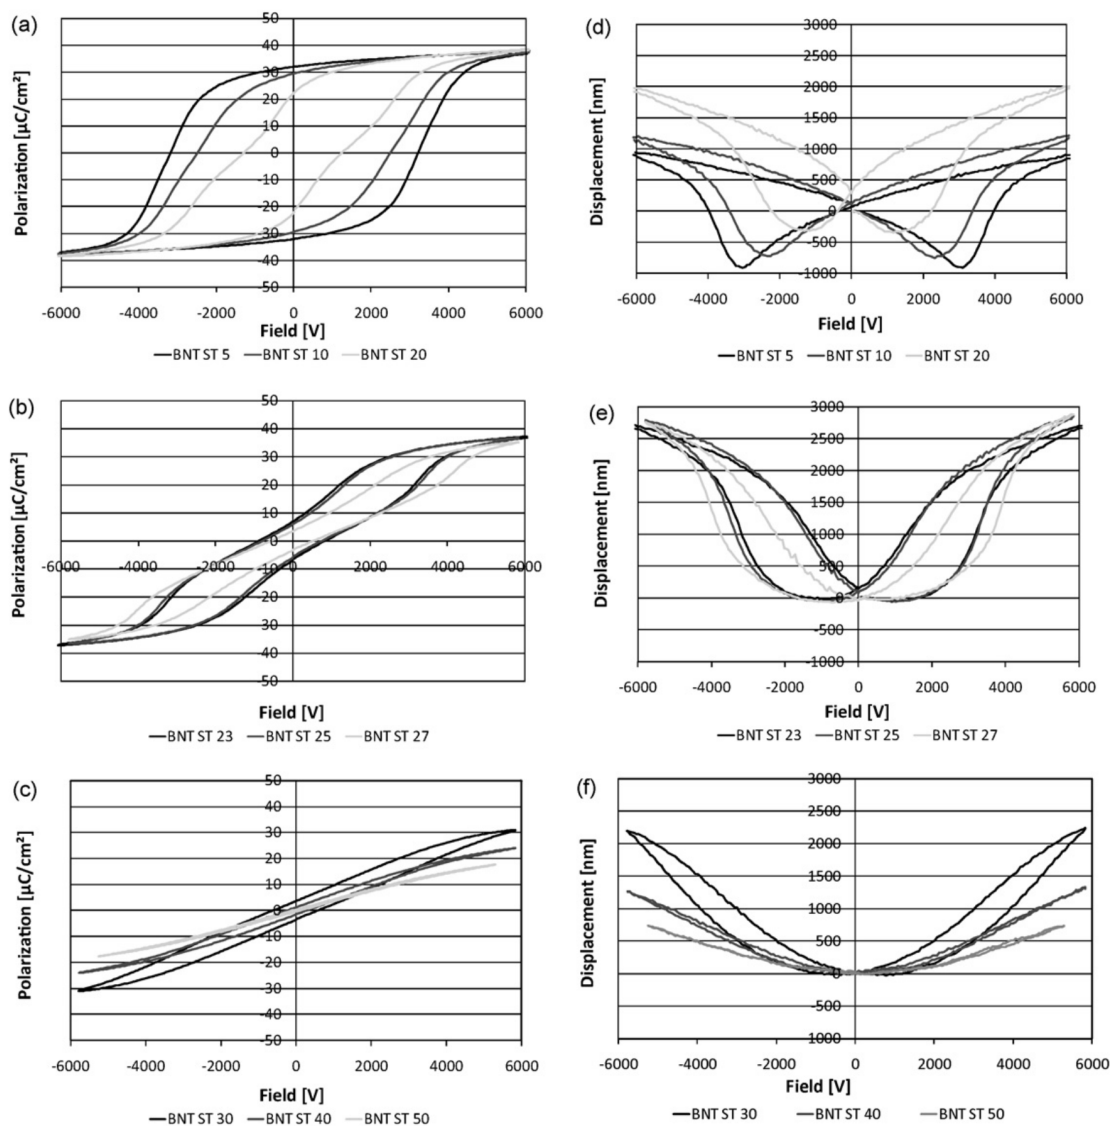 (a)
50
40
30
20
10
0
-10
-20
-30
-40
-50
Polarization [µC/cm²]
-6000 -4000 -2000 0 2000 4000 6000
Field [V]
BNT ST 5 BNT ST 10 BNT ST 20
(d)
3000
2500
2000
1500
1000
500
0
-500
-1000
Displacement [nm]
-6000 -4000 -2000 0 2000 4000 6000
Field [V]
BNT ST 5 BNT ST 10 BNT ST 20
(b)
50
40
30
20
10
0
-10
-20
-30
-40
-50
Polarization [µC/cm²]
-6000 -4000 -2000 0 2000 4000 6000
Field [V]
BNT ST 23 BNT ST 25 BNT ST 27
(e)
3000
2500
2000
1500
1000
500
0
-500
-1000
Displacement [nm]
-6000 -4000 -2000 0 2000 4000 6000
Field [V]
BNT ST 23 BNT ST 25 BNT ST 27
(c)
50
40
30
20
10
0
-10
-20
-30
-40
-50
Polarization [µC/cm²]
-6000 -4000 -2000 0 2000 4000 6000
Field [V]
BNT ST 30 BNT ST 40 BNT ST 50
(f)
3000
2500
2000
1500
1000
500
0
-500
-1000
Displacement [nm]
-6000 -4000 -2000 0 2000 4000 6000
Field [V]
BNT ST 30 BNT ST 40 BNT ST 50